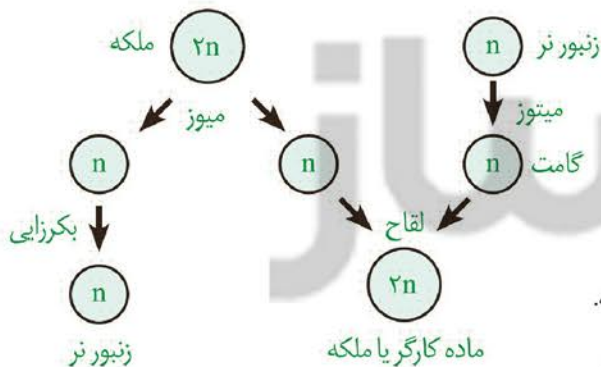 ملکه
۲n
n
زنبور نر
میوز
میتوز
n
n
n
گامت
بکرزایی
لقاح
n
۲n
زنبور نر
ماده کارگر یا ملکه